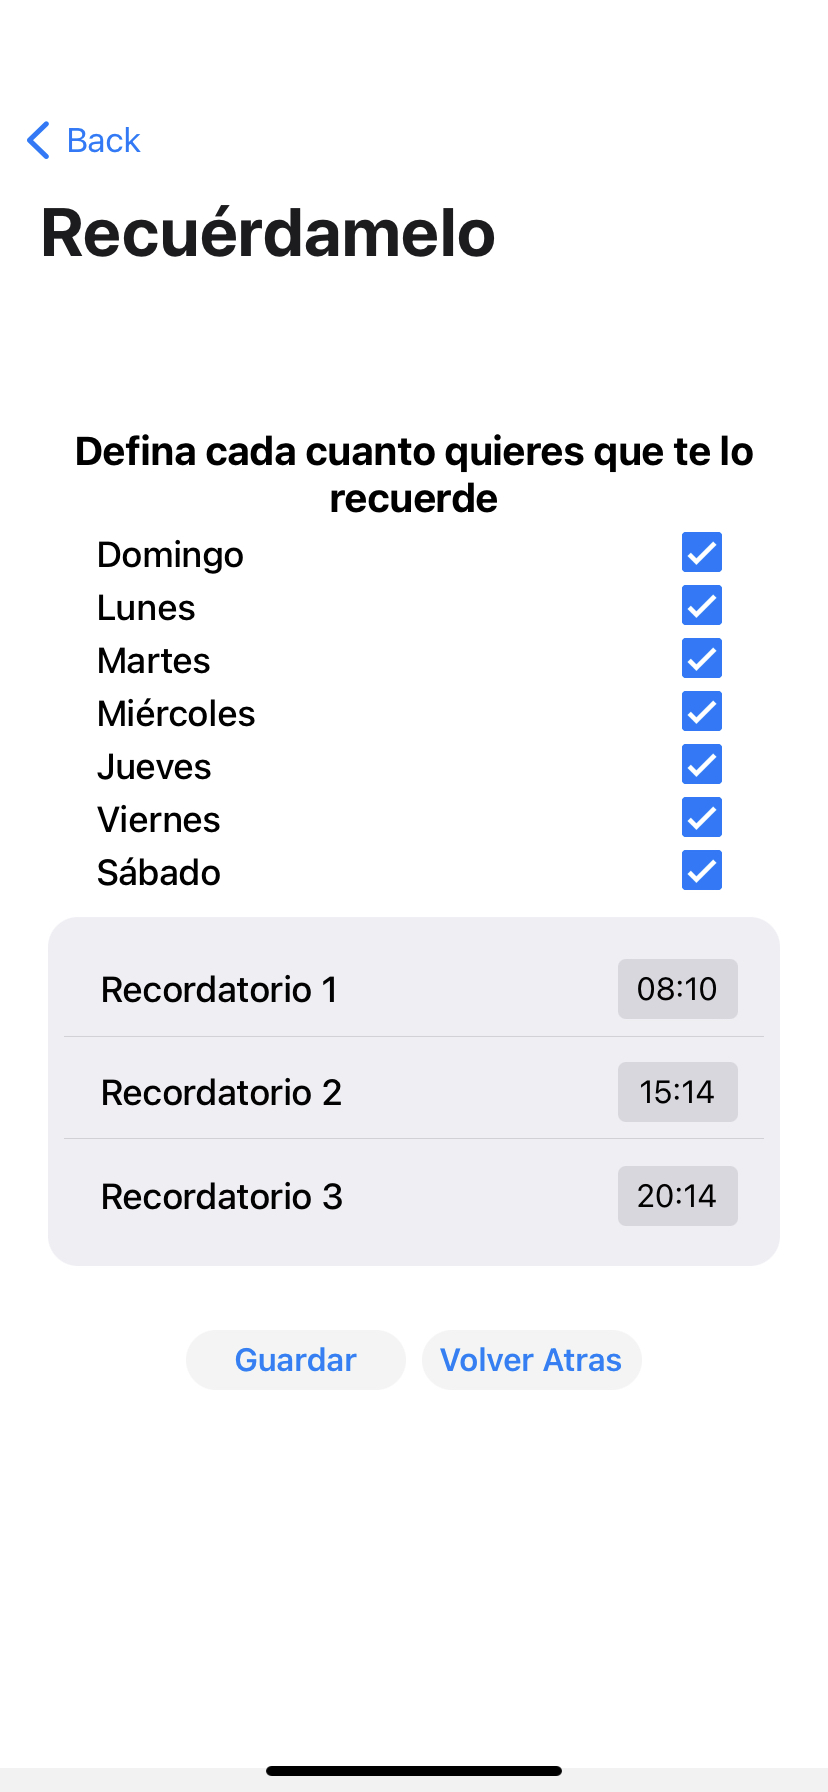 Back
Recuérdamelo
Defina cada cuanto quieres que te lo
recuerde
Domingo
Lunes
Martes
Miércoles
Jueves
Viernes
Sábado
Recordatorio 1 08:10
Recordatorio 2 15:14
Recordatorio 3 20:14
Guardar Volver Atras